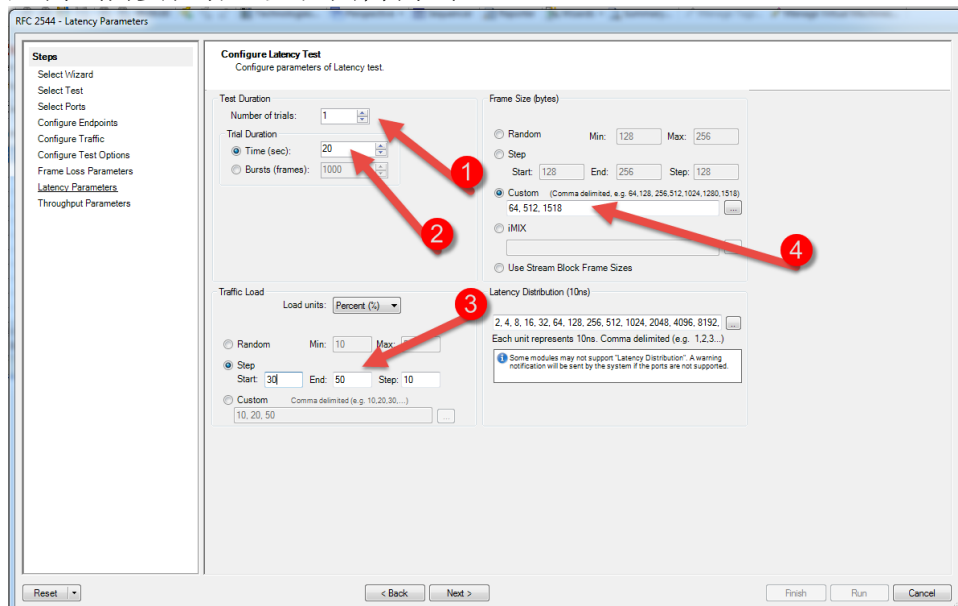 RFC 2544 - Latency Parameters
Steps
Select Wizard
Select Test
Select Ports
Configure Endpoints
Configure Traffic
Configure Test Options
Frame Loss Parameters
Latency Parameters
Throughput Parameters
Configure Latency Test
Configure parameters of Latency test.
Test Duration
Number of trials: 1
Trial Duration
Time (sec): 20
Bursts (frames): 1000
1
2
Frame Size (bytes)
Random Min: 128 Max: 256
Step
Start: 128 End: 256 Step: 128
Custom (Comma delimited, e.g. 64,128, 256,512,1024,1280,1518)
64, 512, 1518
...
iMIX
4
Use Stream Block Frame Sizes
Traffic Load
Load units: Percent (%)
3
Random Min: 10 Max:
Step
Start: 30 End: 50 Step: 10
Custom Comma delimited (e.g. 10,20,30,...)
10, 20, 50
...
Latency Distribution (10ns)
2, 4, 8, 16, 32, 64, 128, 256, 512, 1024, 2048, 4096, 8192,
...
Each unit represents 10ns. Comma delimited (e.g. 1,2,3...)
Some modules may not support "Latency Distribution". A warning
notification will be sent by the system if the ports are not supported.
Reset
< Back
Next >
Finish
Run
Cancel